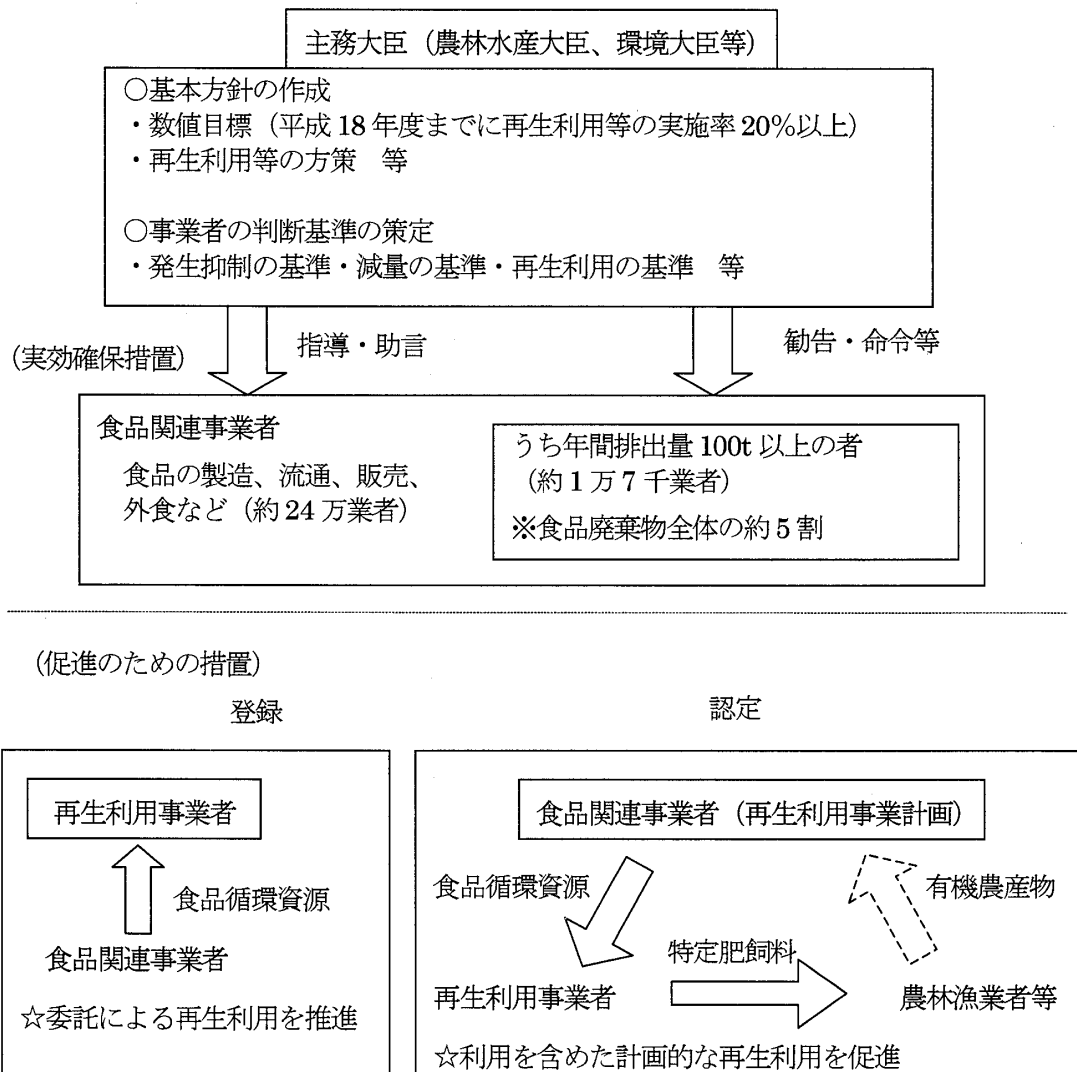 主務大臣（農林水産大臣、環境大臣等）
○基本方針の作成
・数値目標（平成 18 年度までに再生利用等の実施率 20%以上）
・再生利用等の方策　等
○事業者の判断基準の策定
・発生抑制の基準・減量の基準・再生利用の基準　等
（実効確保措置）
指導・助言
勧告・命令等
食品関連事業者
食品の製造、流通、販売、
外食など（約 24 万業者）
うち年間排出量 100t 以上の者
（約 1 万 7 千業者）
※食品廃棄物全体の約 5 割
（促進のための措置）
登録
再生利用事業者
食品循環資源
食品関連事業者
☆委託による再生利用を推進
認定
食品関連事業者（再生利用事業計画）
食品循環資源
有機農産物
特定肥飼料
再生利用事業者
農林漁業者等
☆利用を含めた計画的な再生利用を促進